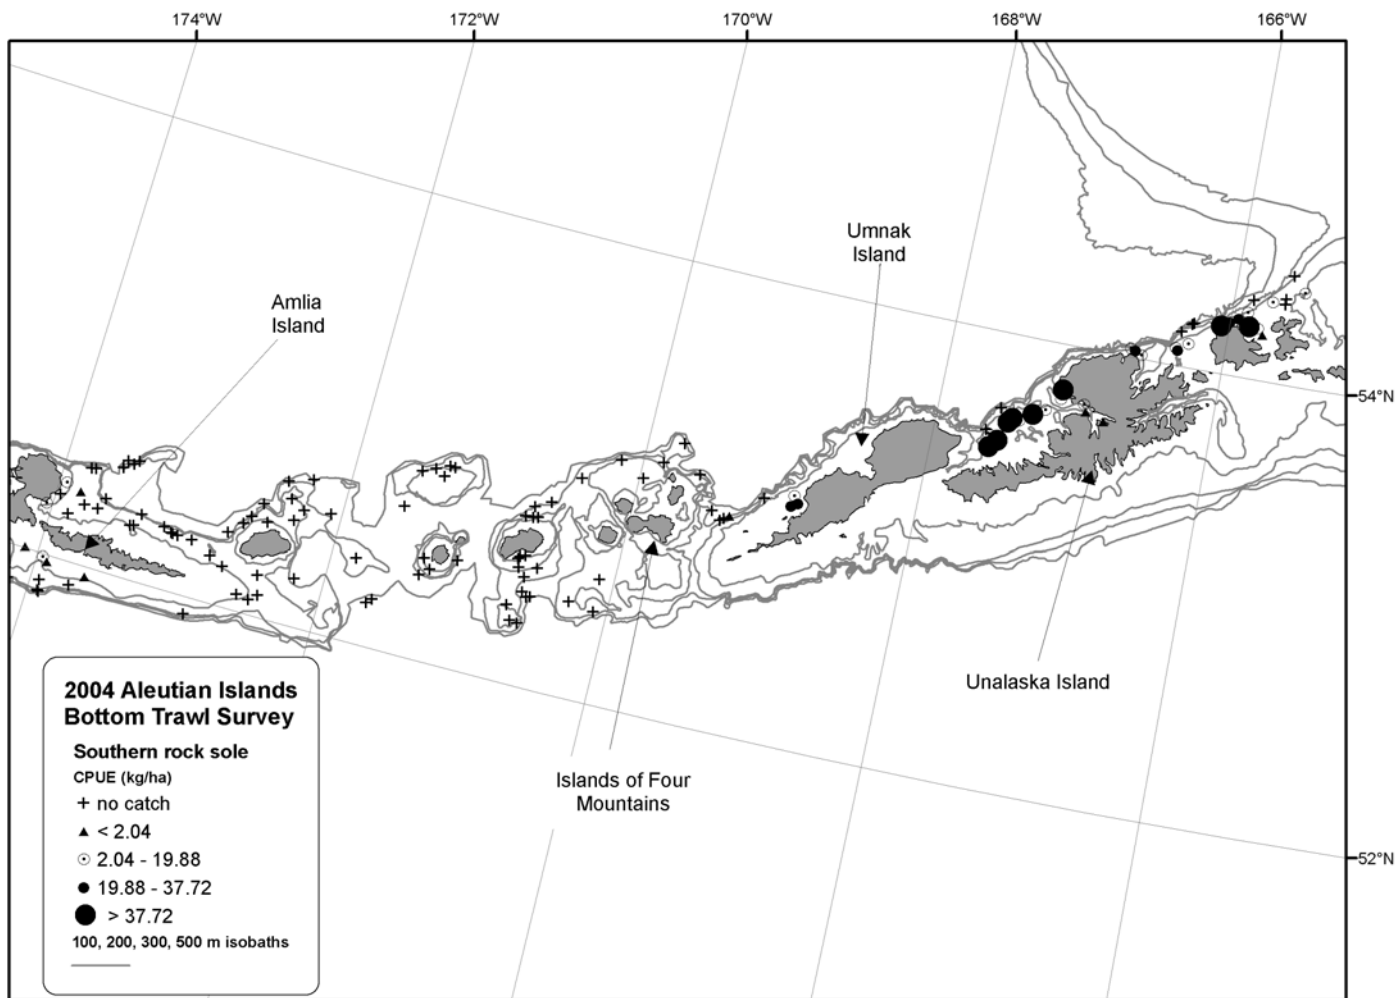 174°W 172°W 170°W 168°W 166°W
Umnak
Island
Amlia
Island
54°N
Unalaska Island
Islands of Four
Mountains
52°N
2004 Aleutian Islands
Bottom Trawl Survey
Southern rock sole
CPUE (kg/ha)
no catch
< 2.04
2.04 - 19.88
19.88 - 37.72
> 37.72
100, 200, 300, 500 m isobaths